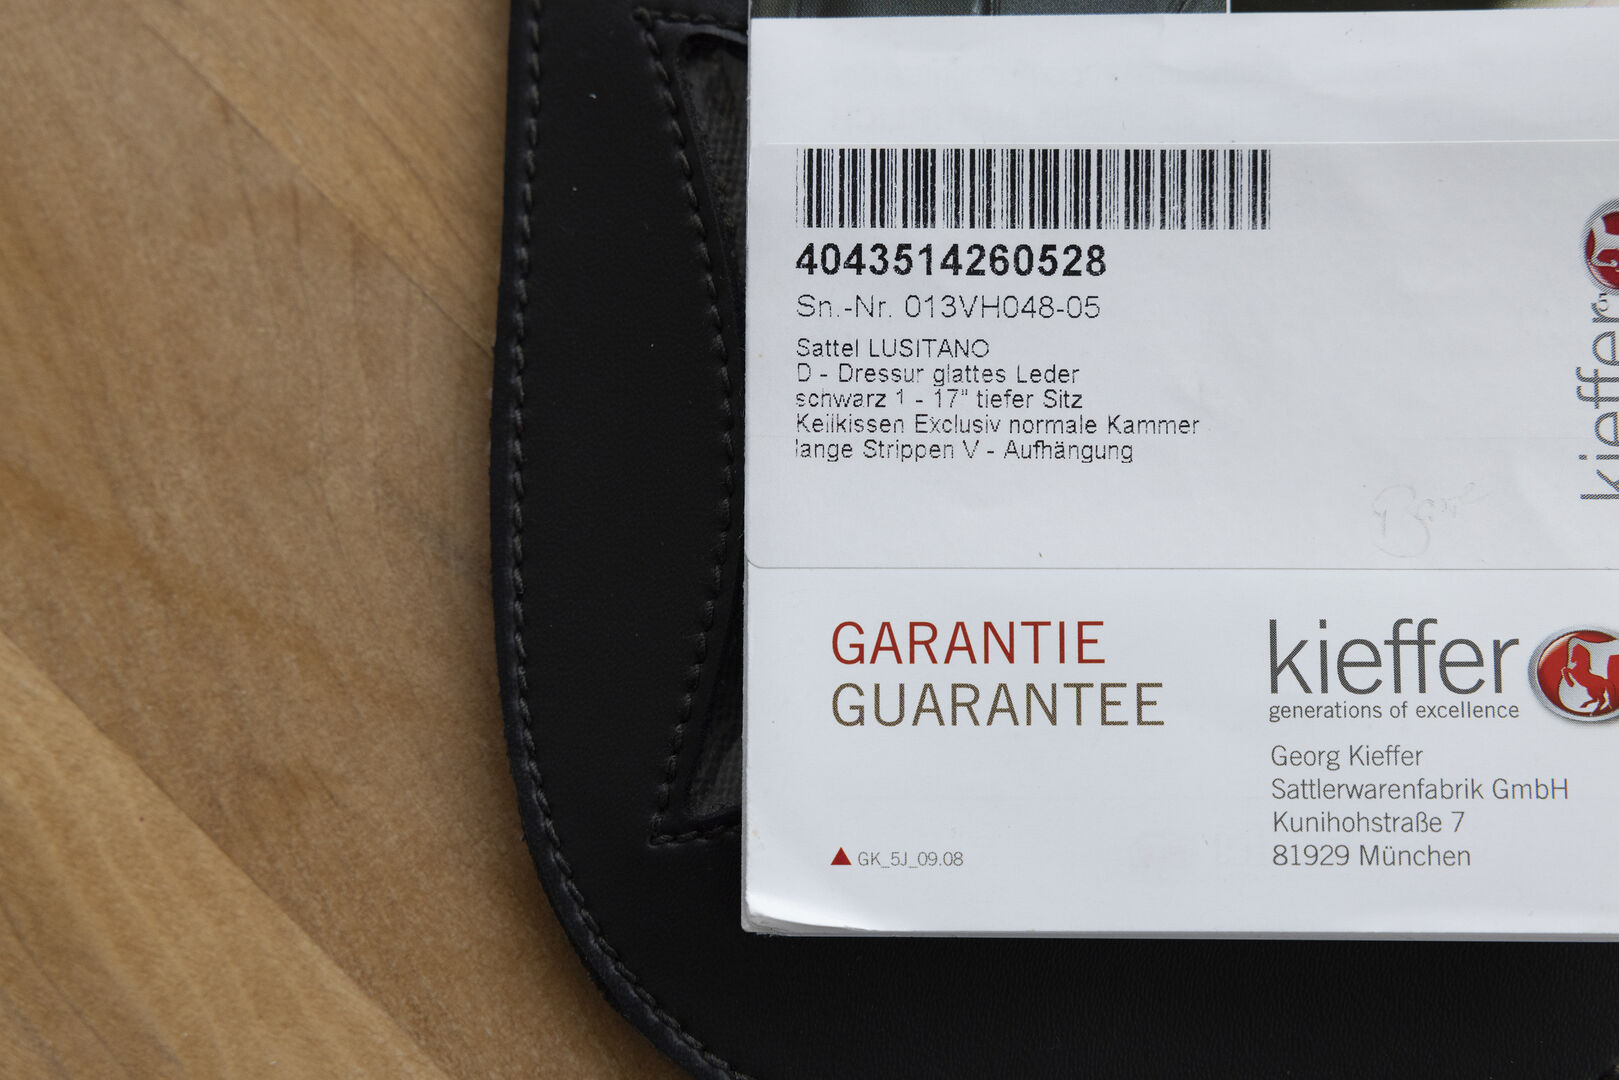 4043514260528
Sn.-Nr. 013VH048-05
Sattel LUSITANO
D - Dressur glattes Leder
schwarz 1 - 17" tiefer Sitz
Keilkissen Exclusiv normale Kammer
lange Strippen V - Aufhängung
kieffer
GARANTIE
GUARANTEE
kieffer
generations of excellence
Georg Kieffer
Sattlerwarenfabrik GmbH
Kunihohstraße 7
81929 München
GK_5J_09.08